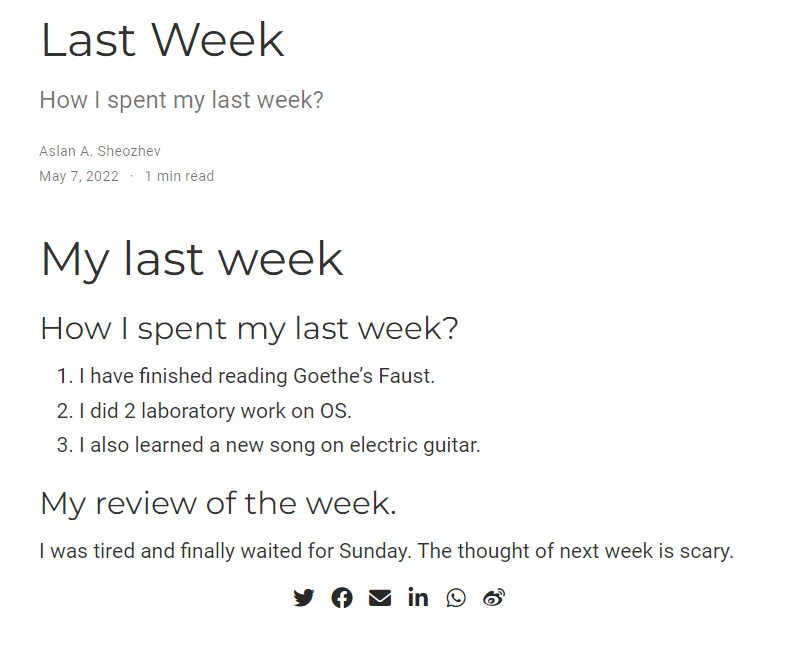 Last Week
How I spent my last week?
Aslan A. Sheozhev
May 7, 2022 · 1 min read
My last week
How I spent my last week?
1. I have finished reading Goethe’s Faust.
2. I did 2 laboratory work on OS.
3. I also learned a new song on electric guitar.
My review of the week.
I was tired and finally waited for Sunday. The thought of next week is scary.